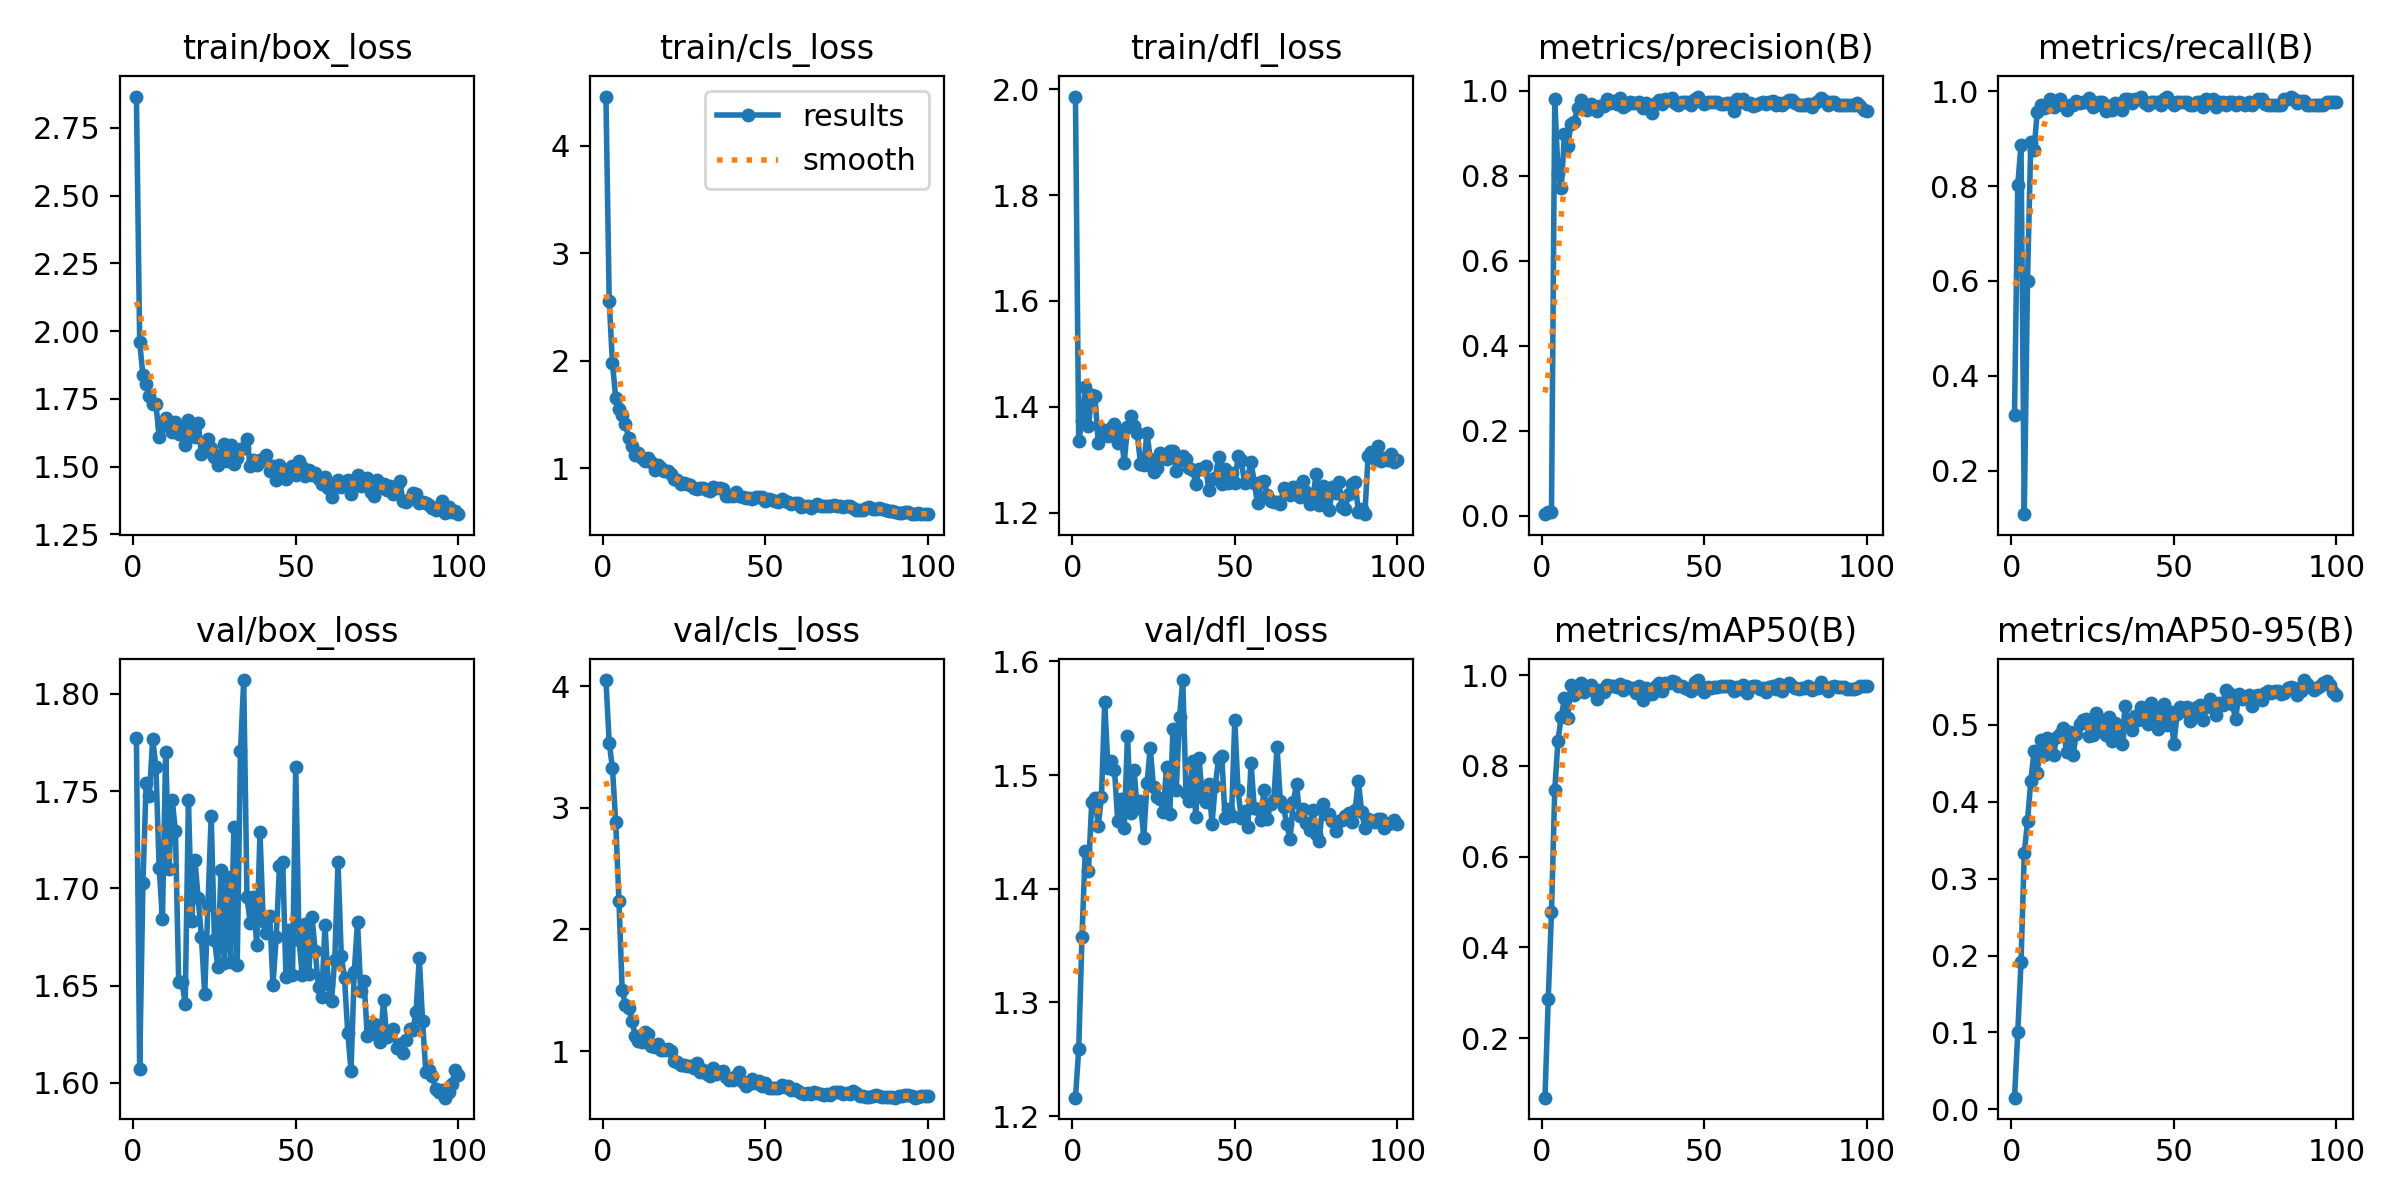 train/box_loss
2.75
2.50
2.25
2.00
1.75
1.50
1.25
0 50 100
train/cls_loss
results
smooth
4
3
2
1
0 50 100
train/dfl_loss
2.0
1.8
1.6
1.4
1.2
0 50 100
metrics/precision(B)
1.0
0.8
0.6
0.4
0.2
0.0
0 50 100
metrics/recall(B)
1.0
0.8
0.6
0.4
0.2
0 50 100
val/box_loss
1.80
1.75
1.70
1.65
1.60
0 50 100
val/cls_loss
4
3
2
1
0 50 100
val/dfl_loss
1.6
1.5
1.4
1.3
1.2
0 50 100
metrics/mAP50(B)
1.0
0.8
0.6
0.4
0.2
0 50 100
metrics/mAP50-95(B)
0.5
0.4
0.3
0.2
0.1
0.0
0 50 100